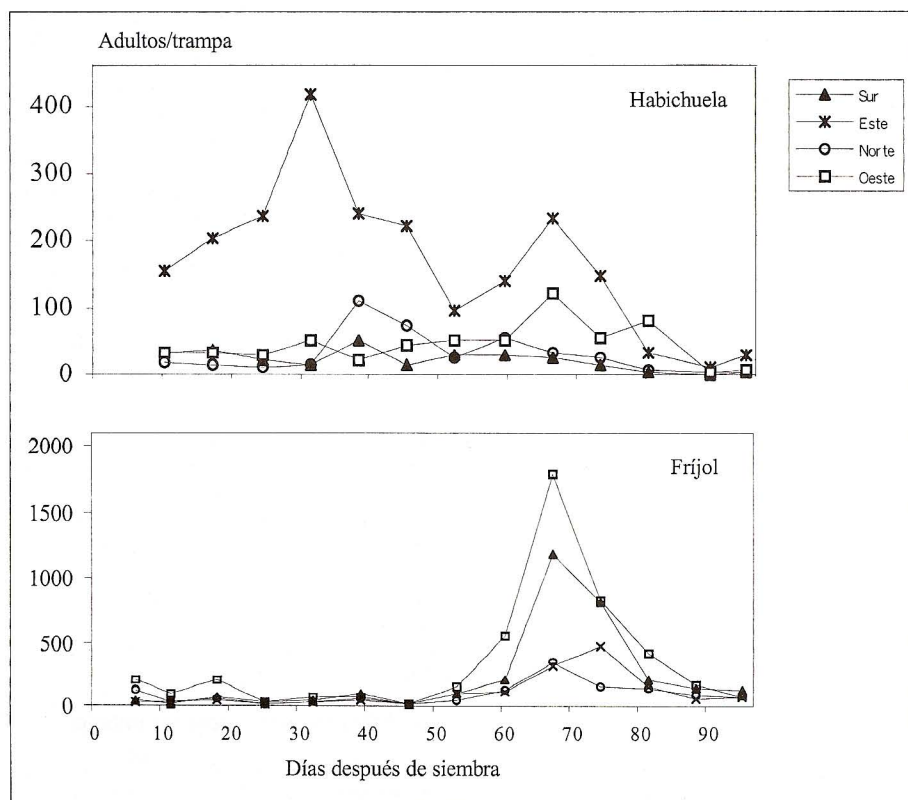 Adultos/trampa
400
300
200
100
0
Habichuela
Sur
Este
Norte
Oeste
2000
1500
1000
500
0
Fríjol
0 10 20 30 40 50 60 70 80 90
Días después de siembra